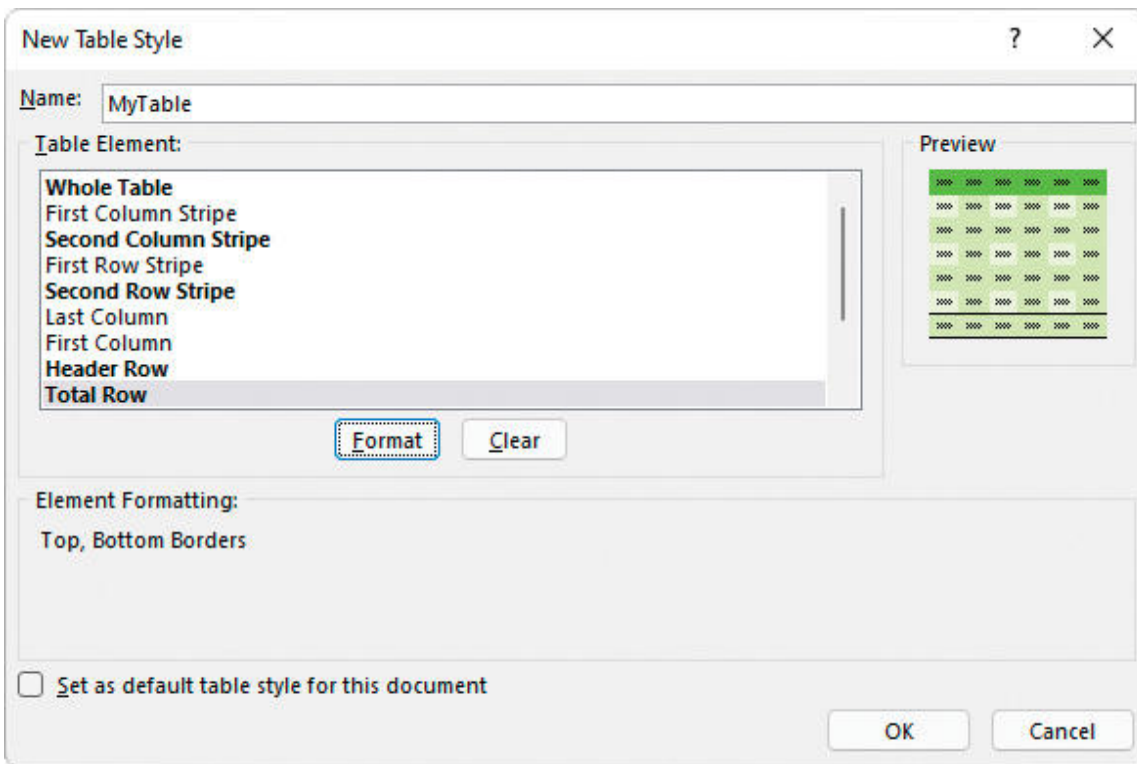 New Table Style ?
Name: MyTable
Table Element:
Whole Table
First Column Stripe
Second Column Stripe
First Row Stripe
Second Row Stripe
Last Column
First Column
Header Row
Total Row
Format Clear
Preview
Element Formatting:
Top, Bottom Borders
Set as default table style for this document
OK Cancel